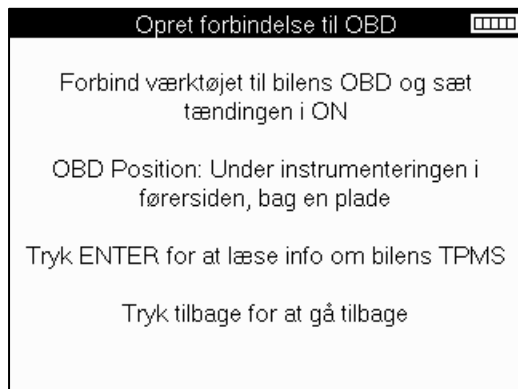 Opret forbindelse til OBD
Forbind værktøjet til bilens OBD og sæt
tændingen i ON
OBD Position: Under instrumenteringen i
førersiden, bag en plade
Tryk ENTER for at læse info om bilens TPMS
Tryk tilbage for at gå tilbage